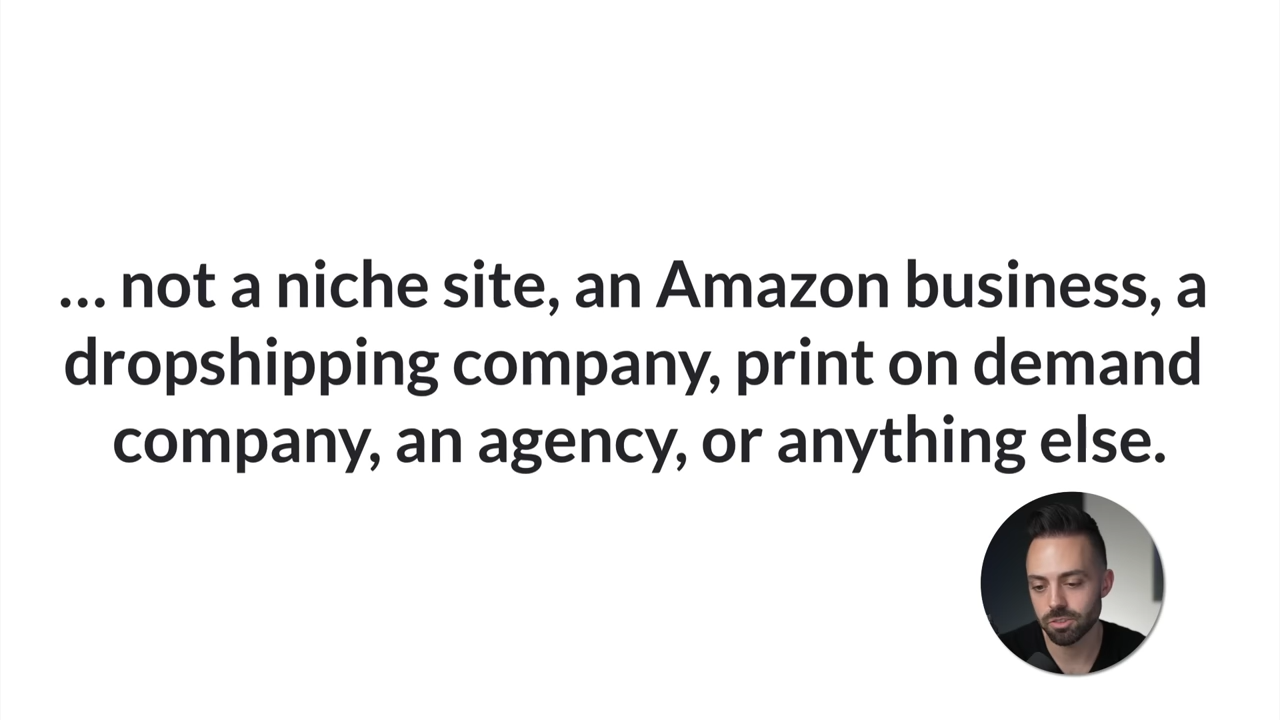 ... not a niche site, an Amazon business, a
dropshipping company, print on demand
company, an agency, or anything else.